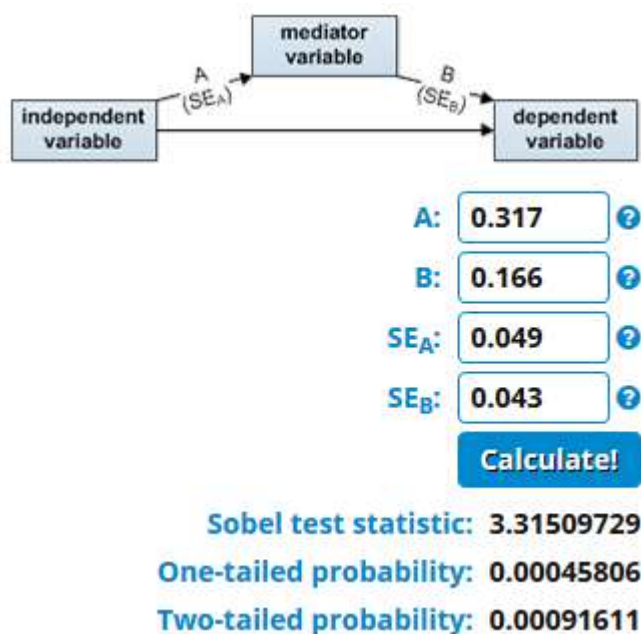 mediator
variable
A
(SEA)
B
(SEB)
independent
variable
dependent
variable
A: 0.317 ?
B: 0.166 ?
SEA: 0.049 ?
SEB: 0.043 ?
Calculate!
Sobel test statistic: 3.31509729
One-tailed probability: 0.00045806
Two-tailed probability: 0.00091611